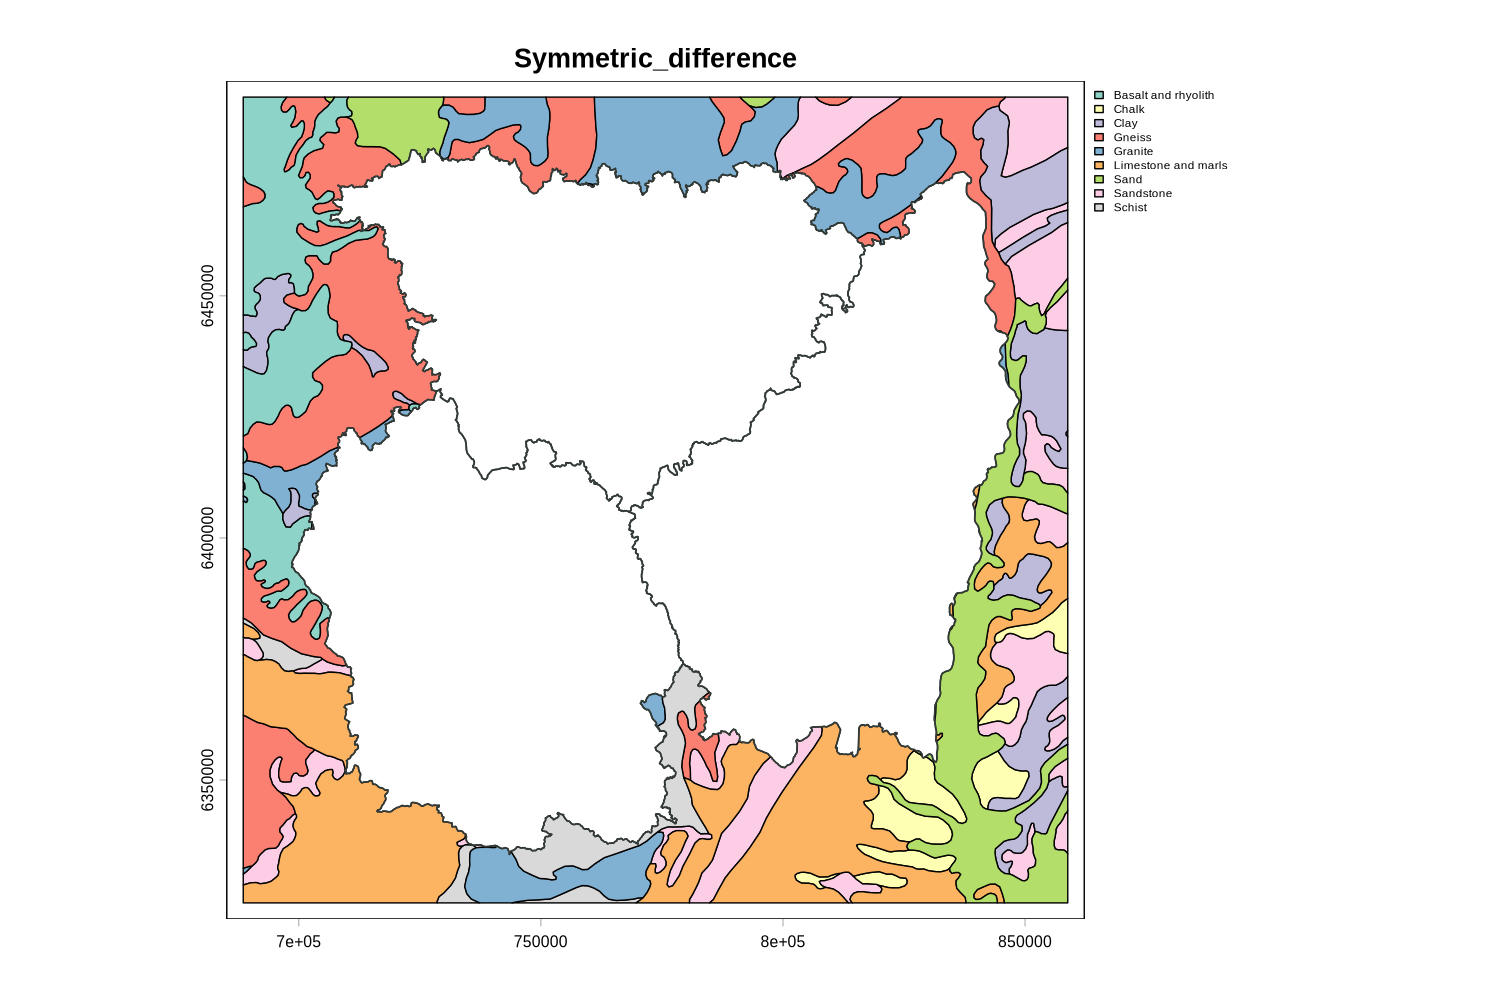 Symmetric_difference
Basalt and rhyolith
Chalk
Clay
Gneiss
Granite
Limestone and marls
Sand
Sandstone
Schist
6450000
6400000
6350000
7e+05
750000
8e+05
850000